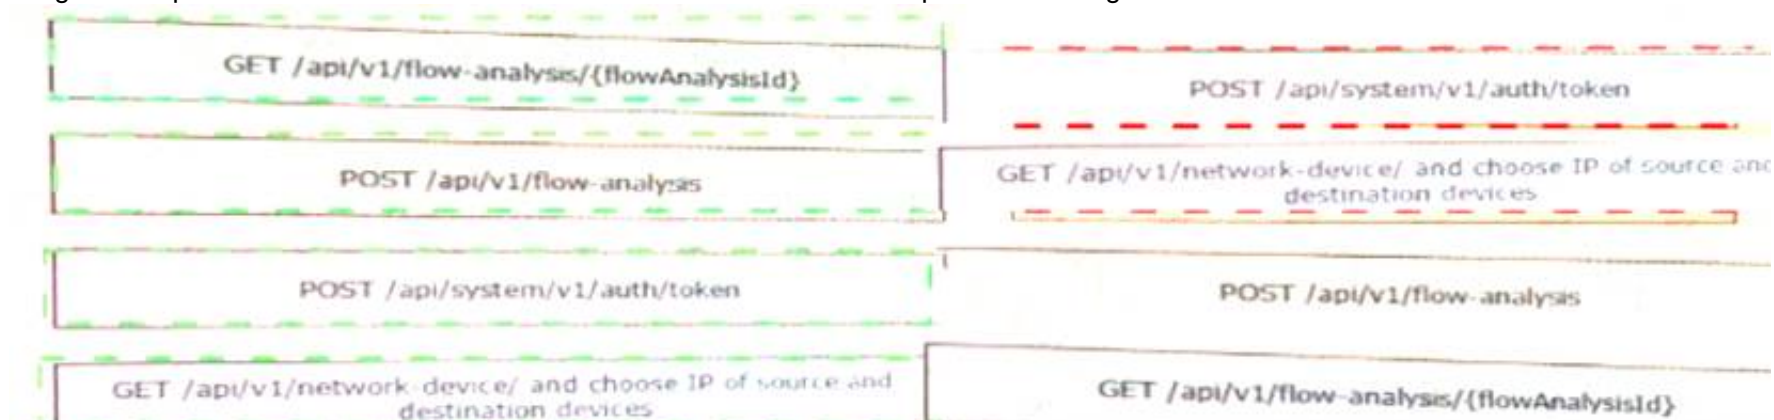 GET /api/v1/flow-analysis/{flowAnalysisId}
POST /api/v1/flow-analysis
POST /api/system/v1/auth/token
GET /api/v1/network-device/ and choose IP of source and
destination devices
POST /api/system/v1/auth/token
GET /api/v1/network-device/ and choose IP of source and
destination devices
POST /api/v1/flow-analysis
GET /api/v1/flow-analysis/{flowAnalysisId}